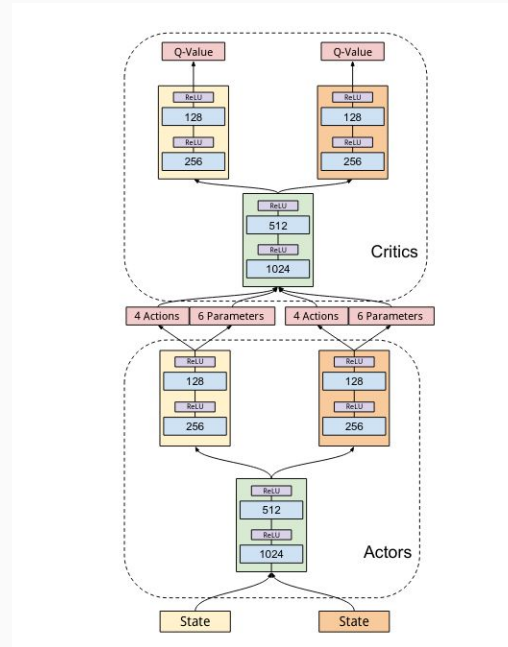 Q-Value Q-Value
ReLU ReLU
128 128
ReLU ReLU
256 256
ReLU
512
ReLU
1024
Critics
4 Actions 6 Parameters 4 Actions 6 Parameters
ReLU ReLU
128 128
ReLU ReLU
256 256
ReLU
512
ReLU
1024
Actors
State State